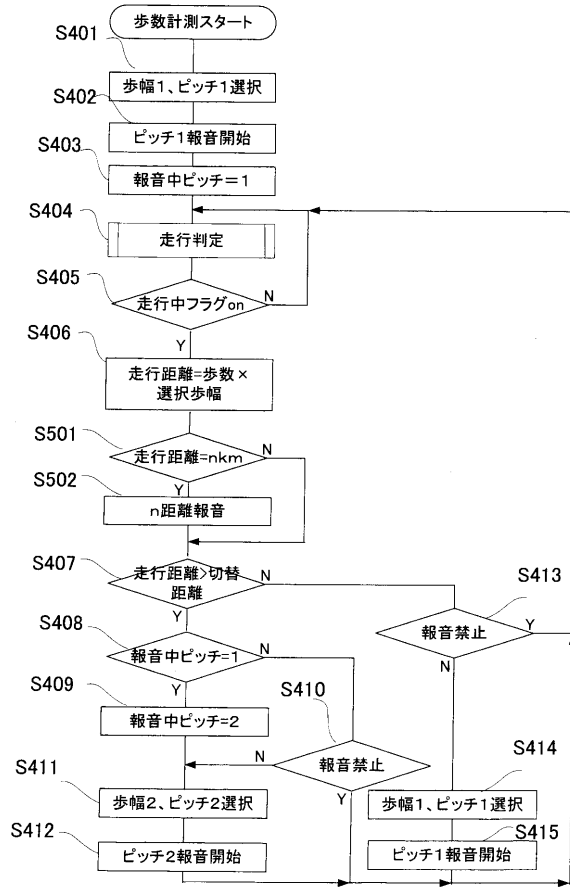 歩数計測スタート
S401
歩幅1、ピッチ1選択
S402
ピッチ1報音開始
S403
報音中ピッチ=1
S404
走行判定
S405
走行中フラグon
N
Y
S406
走行距離=歩数×
選択歩幅
S501
走行距離=nkm
N
Y
S502
n距離報音
S407
走行距離>切替
距離
N
Y
S413
報音禁止
Y
N
S408
報音中ピッチ=1
N
Y
S409
報音中ピッチ=2
S410
報音禁止
N
Y
S411
歩幅2、ピッチ2選択
S414
歩幅1、ピッチ1選択
S412
ピッチ2報音開始
S415
ピッチ1報音開始